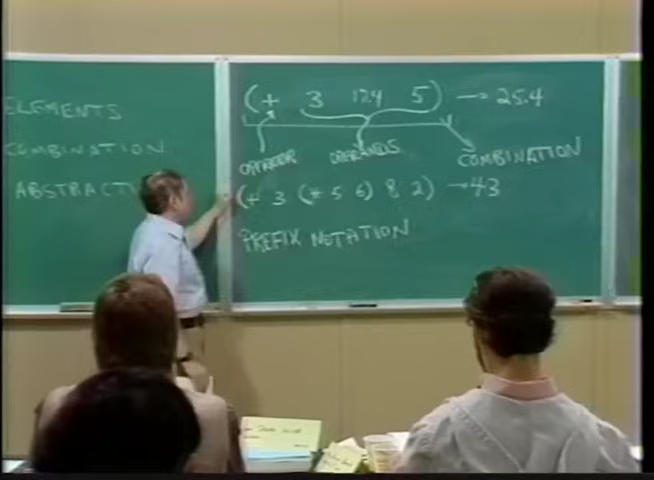 ELEMENTS
COMBINATION
ABSTRACT
(+ 3 17.4 5) → 25.4
OPERATOR OPERANDS COMBINATION
(+ 3 (* 5 6) 8 2) → 43
PREFIX NOTATION